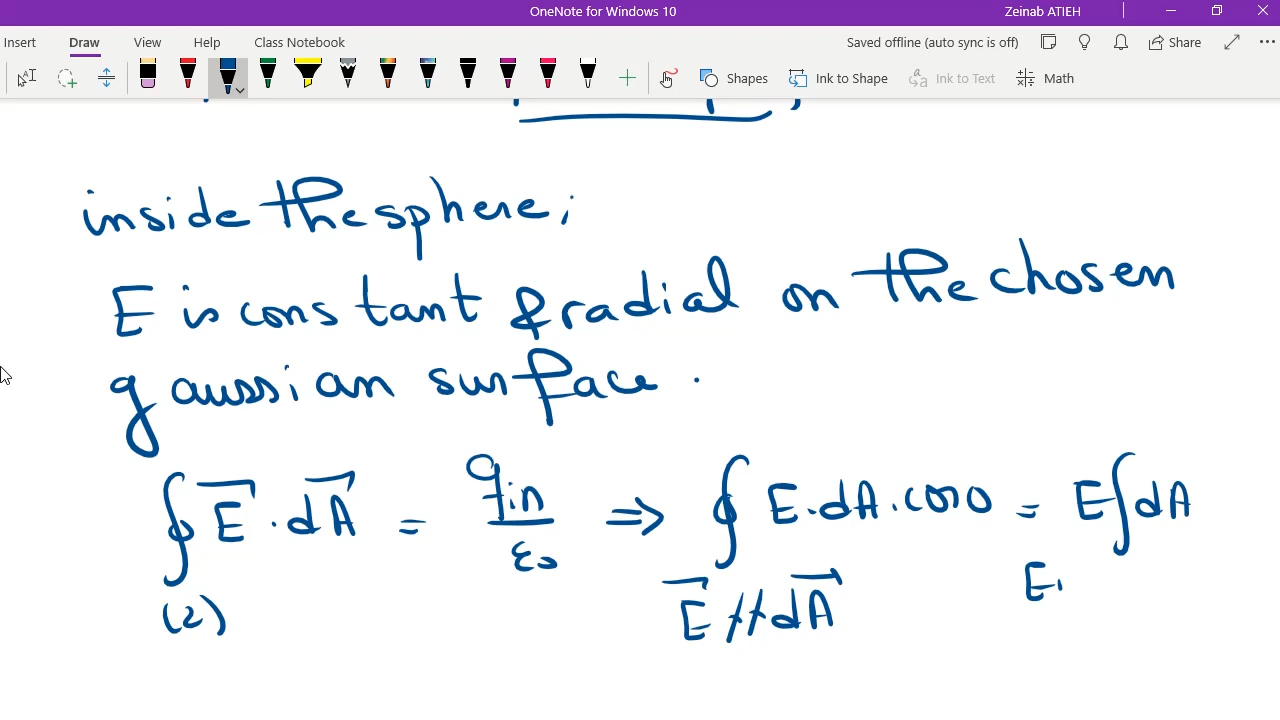 OneNote for Windows 10
Zeinab ATIEH
Insert Draw View Help Class Notebook Saved offline (auto sync is off) Share
Shapes Ink to Shape Ink to Text Math
inside the sphere;
E is constant & radial on the chosen
gaussian surface.
∮ E⃗ · dA⃗ = qin/ε₀ ⇒ ∮ E · dA · cos 0 = E ∫ dA
(2) E⃗ // dA⃗ E.